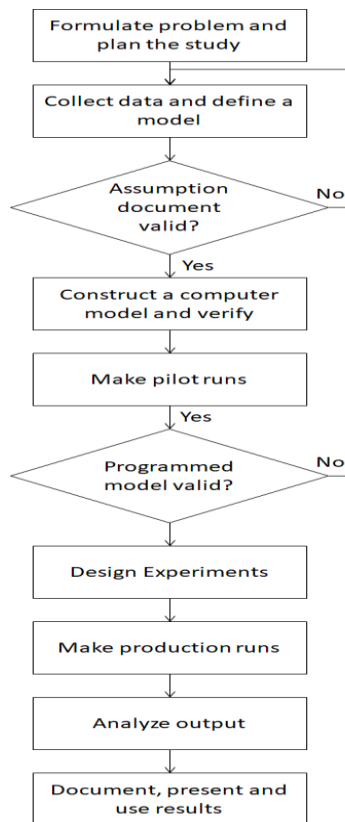 Formulate problem and
plan the study
Collect data and define a
model
Assumption
document
valid?
No
Yes
Construct a computer
model and verify
Make pilot runs
Yes
Programmed
model valid?
No
Design Experiments
Make production runs
Analyze output
Document, present and
use results